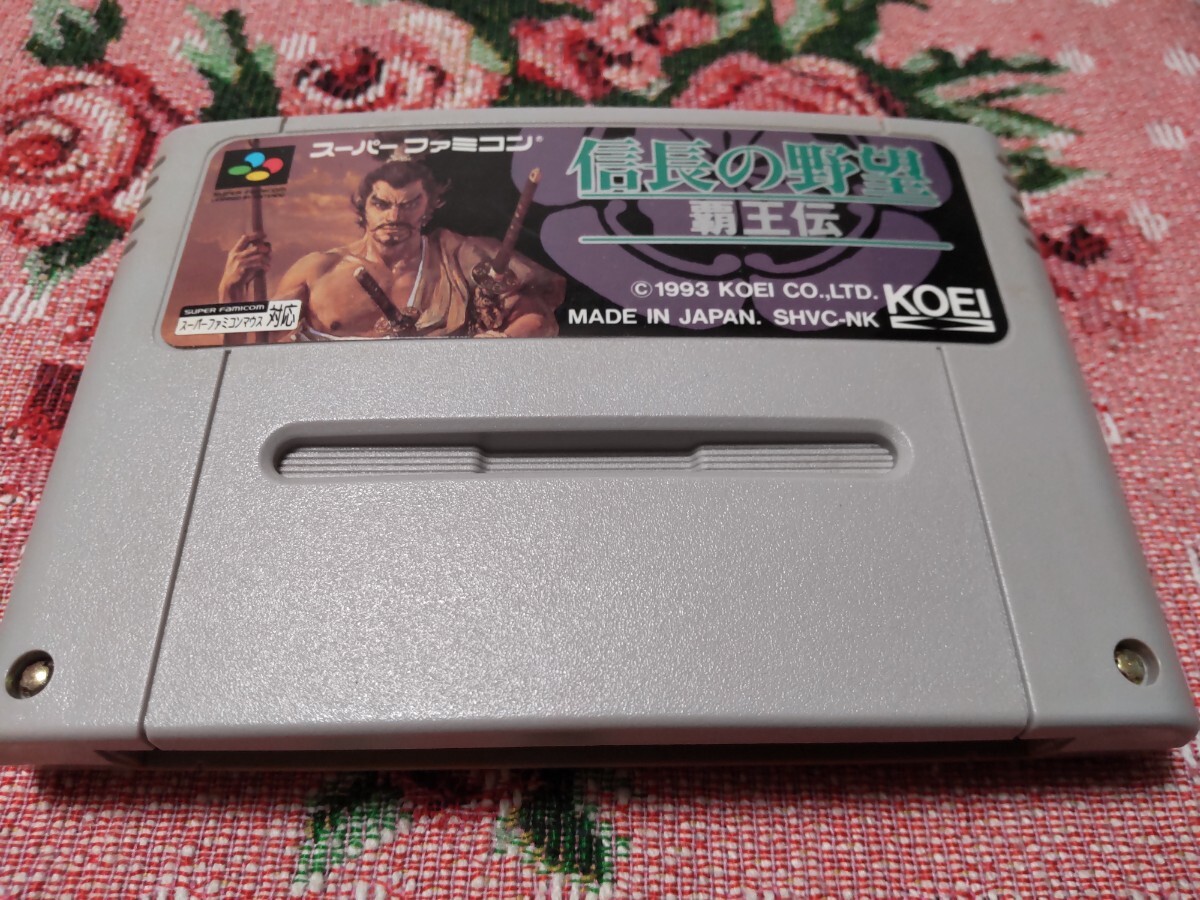 スーパーファミコン®
SUPER FAMICOM
信長の野望
覇王伝
SUPER FAMICOM
スーパーファミコンマウス 対応
© 1993 KOEI CO.,LTD.
MADE IN JAPAN. SHVC-NK
KOEI